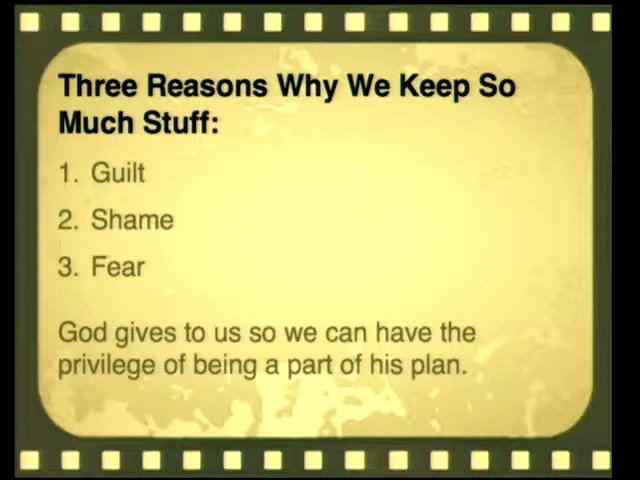 Three Reasons Why We Keep So
Much Stuff:
1. Guilt
2. Shame
3. Fear
God gives to us so we can have the
privilege of being a part of his plan.